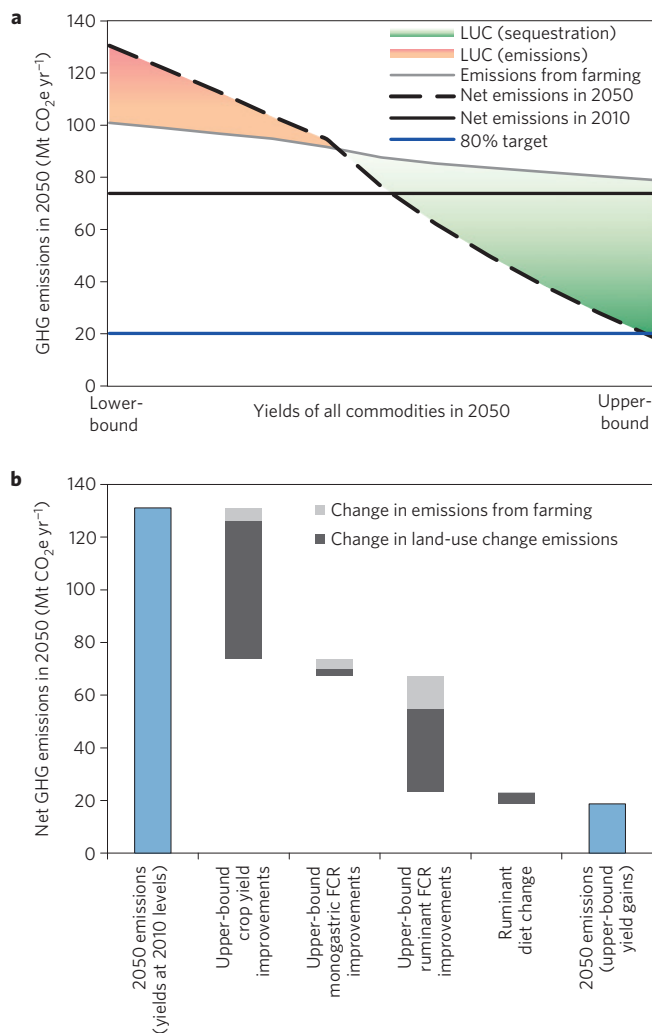 a
140
120
100
80
60
40
20
0
GHG emissions in 2050 (Mt CO₂e yr⁻¹)
LUC (sequestration)
LUC (emissions)
Emissions from farming
Net emissions in 2050
Net emissions in 2010
80% target
Lower-
bound
Yields of all commodities in 2050
Upper-
bound
b
140
120
100
80
60
40
20
0
Net GHG emissions in 2050 (Mt CO₂e yr⁻¹)
Change in emissions from farming
Change in land-use change emissions
2050 emissions
(yields at 2010 levels)
Upper-bound
crop yield
improvements
Upper-bound
monogastric FCR
improvements
Upper-bound
ruminant FCR
improvements
Ruminant
diet change
2050 emissions
(upper-bound
yield gains)